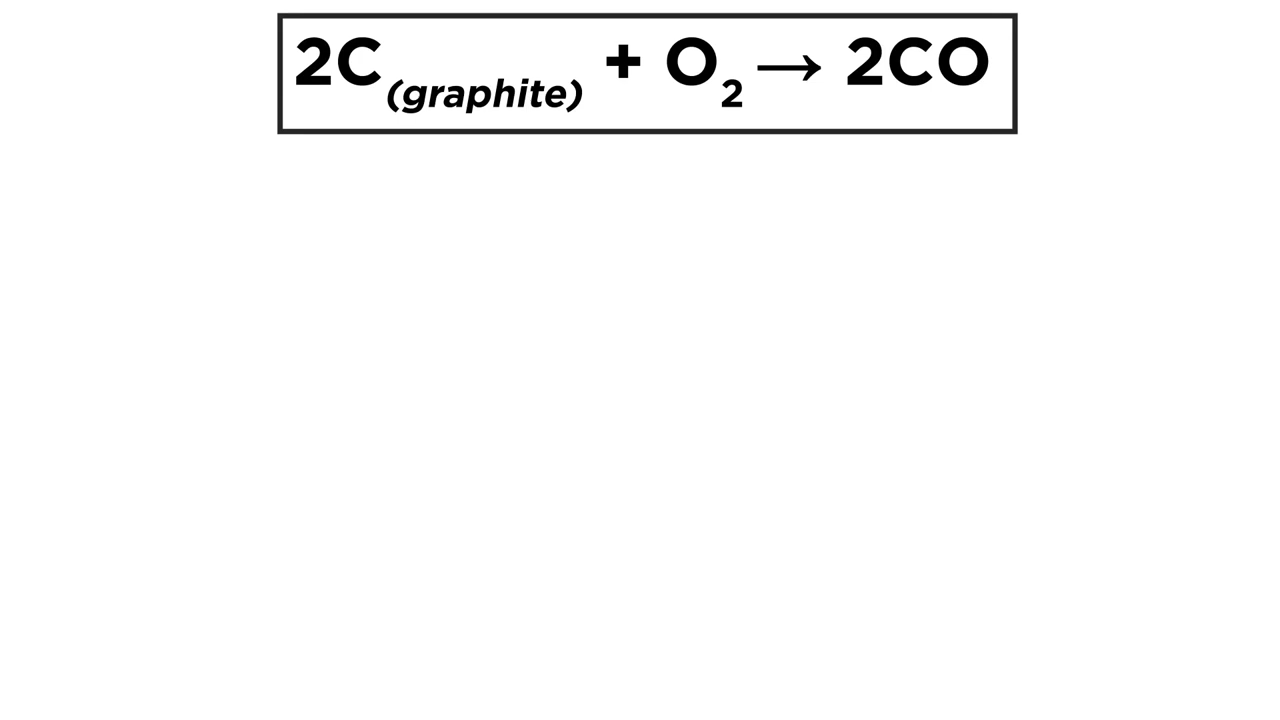 2C(graphite) + O2 → 2CO